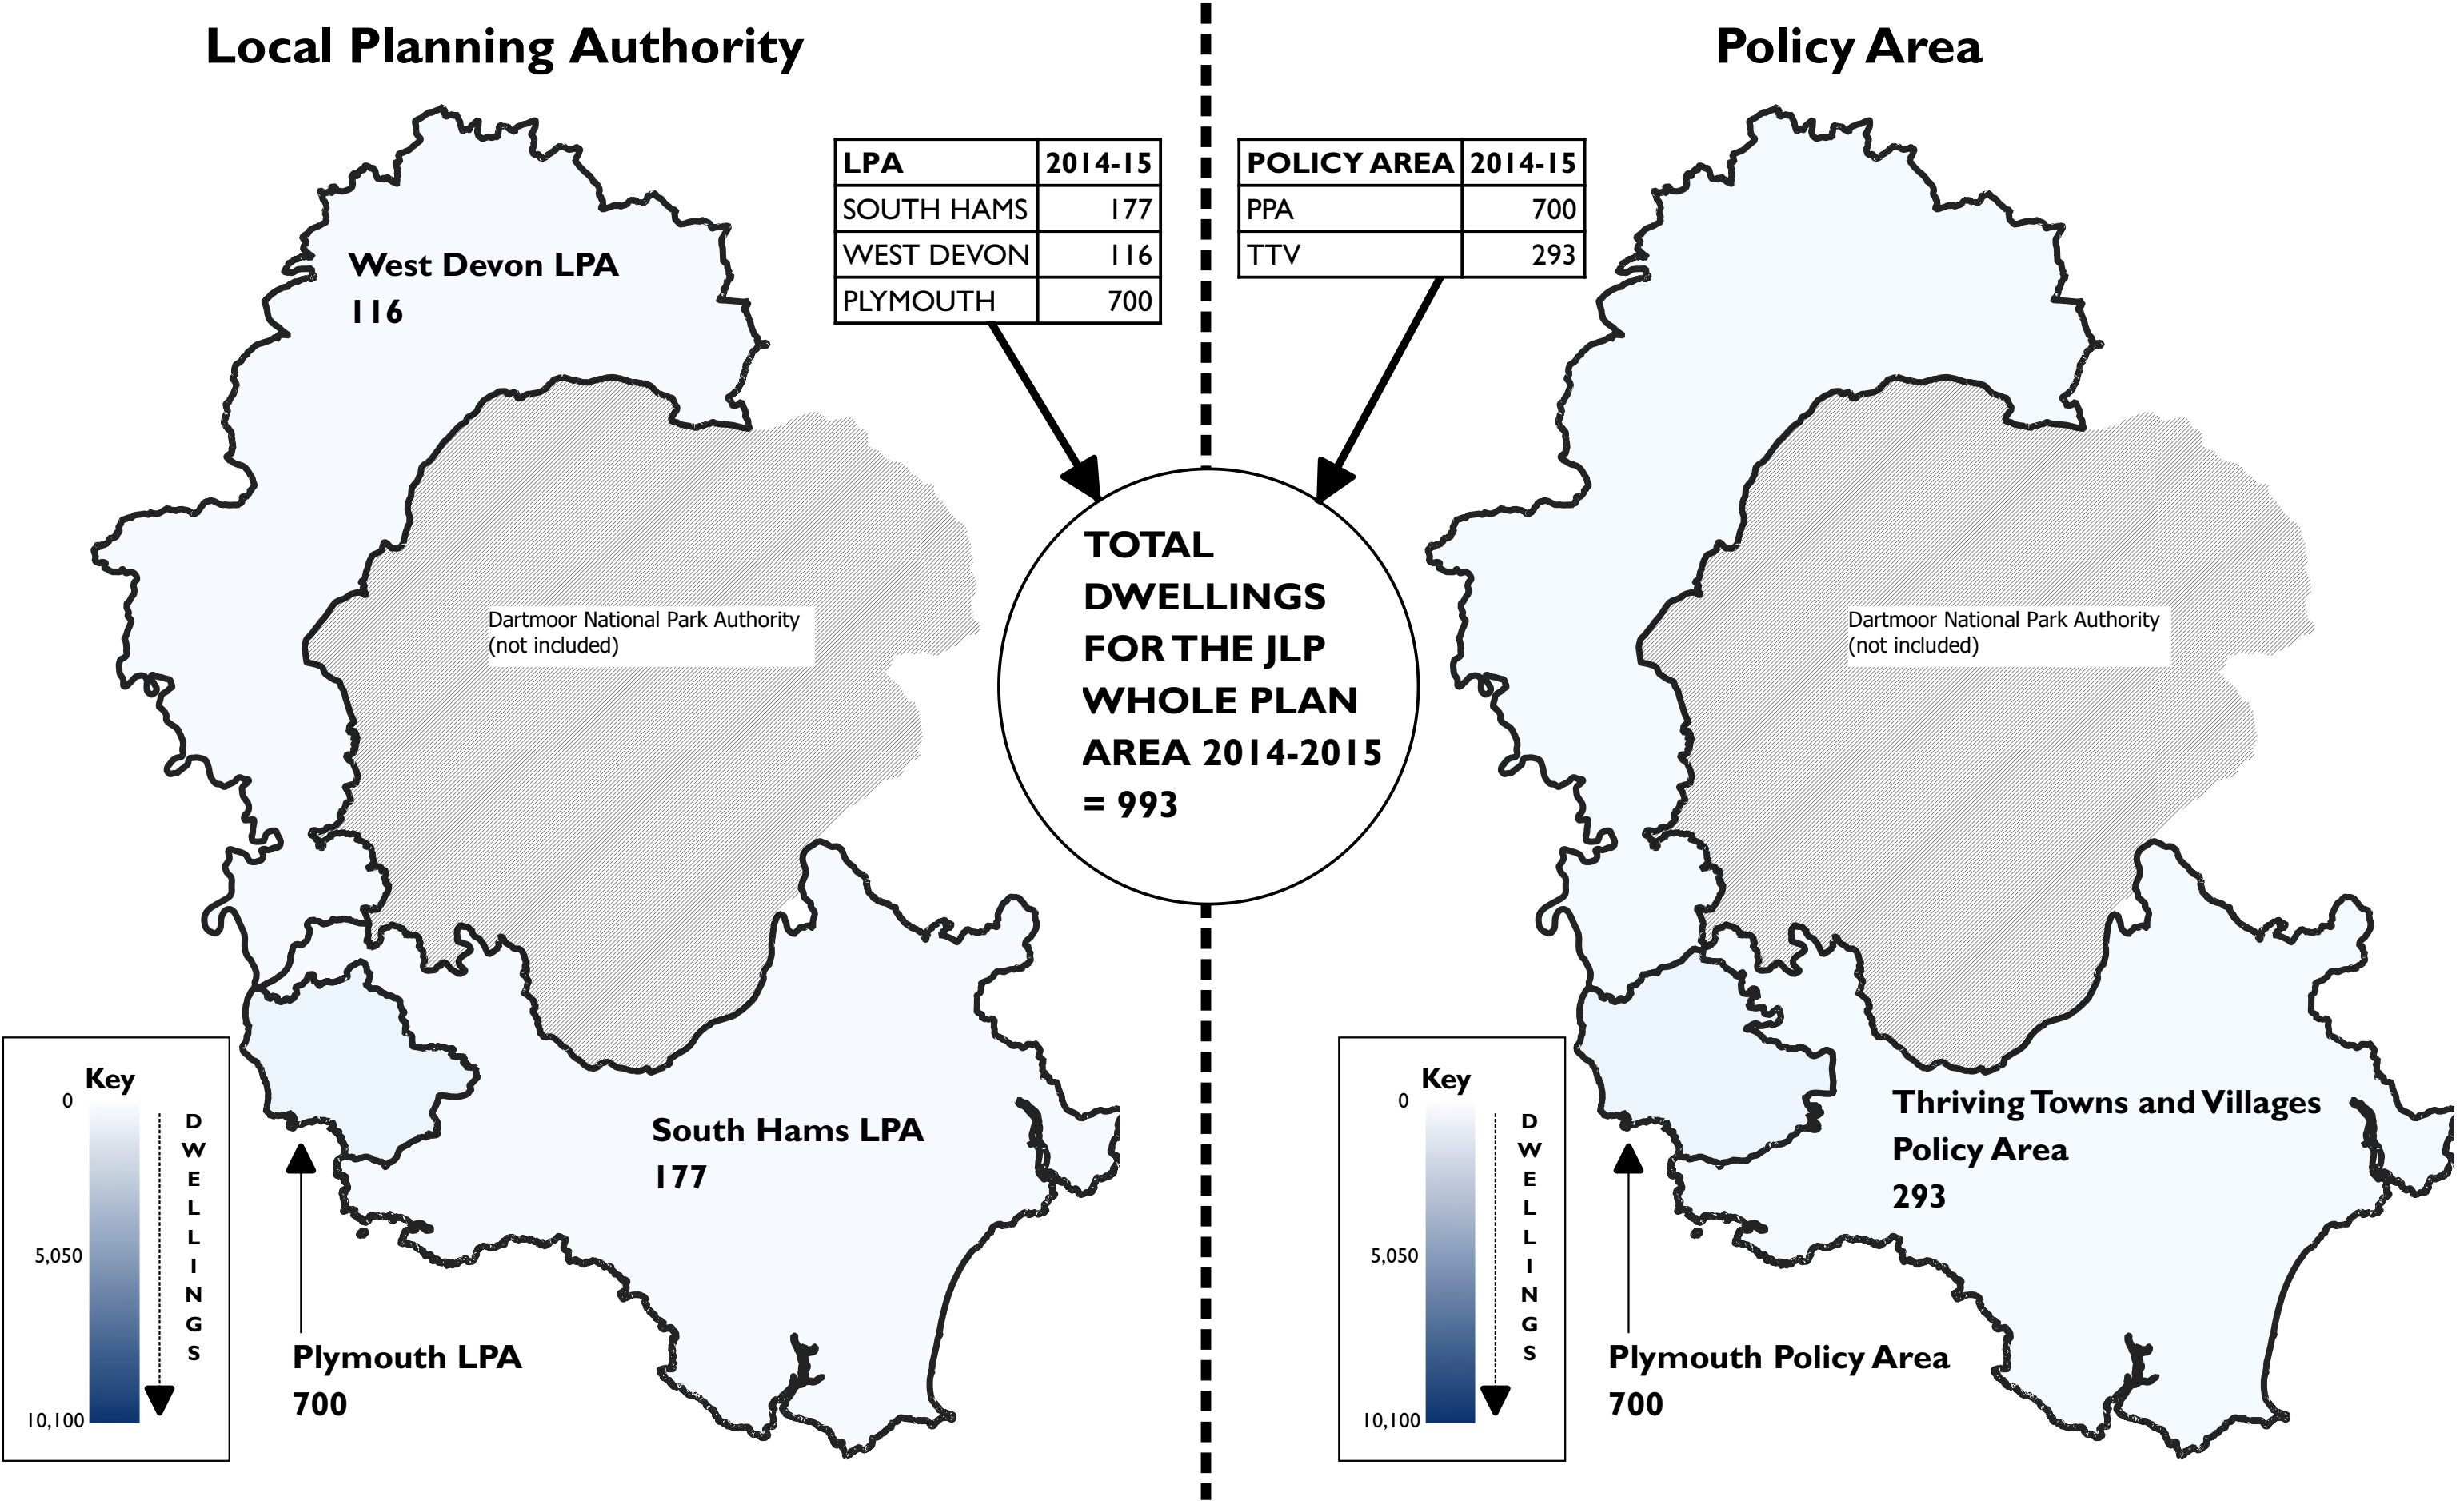 Local Planning Authority
LPA 2014-15
SOUTH HAMS 177
WEST DEVON 116
PLYMOUTH 700
West Devon LPA
116
Dartmoor National Park Authority
(not included)
South Hams LPA
177
Plymouth LPA
700
Key
0
5,050
10,100
DWELLINGS
TOTAL
DWELLINGS
FOR THE JLP
WHOLE PLAN
AREA 2014-2015
= 993
Policy Area
POLICY AREA 2014-15
PPA 700
TTV 293
Dartmoor National Park Authority
(not included)
Thriving Towns and Villages
Policy Area
293
Plymouth Policy Area
700
Key
0
5,050
10,100
DWELLINGS